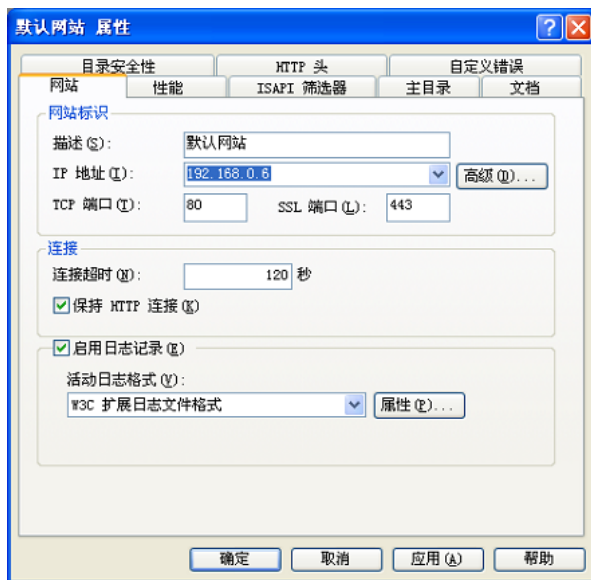 默认网站 属性
目录安全性 HTTP 头 自定义错误
网站 性能 ISAPI 筛选器 主目录 文档
网站标识
描述(S): 默认网站
IP 地址(I): 192.168.0.6 高级(D)...
TCP 端口(T): 80 SSL 端口(L): 443
连接
连接超时(N): 120 秒
保持 HTTP 连接(K)
启用日志记录(E)
活动日志格式(V):
W3C 扩展日志文件格式 属性(P)...
确定 取消 应用(A) 帮助